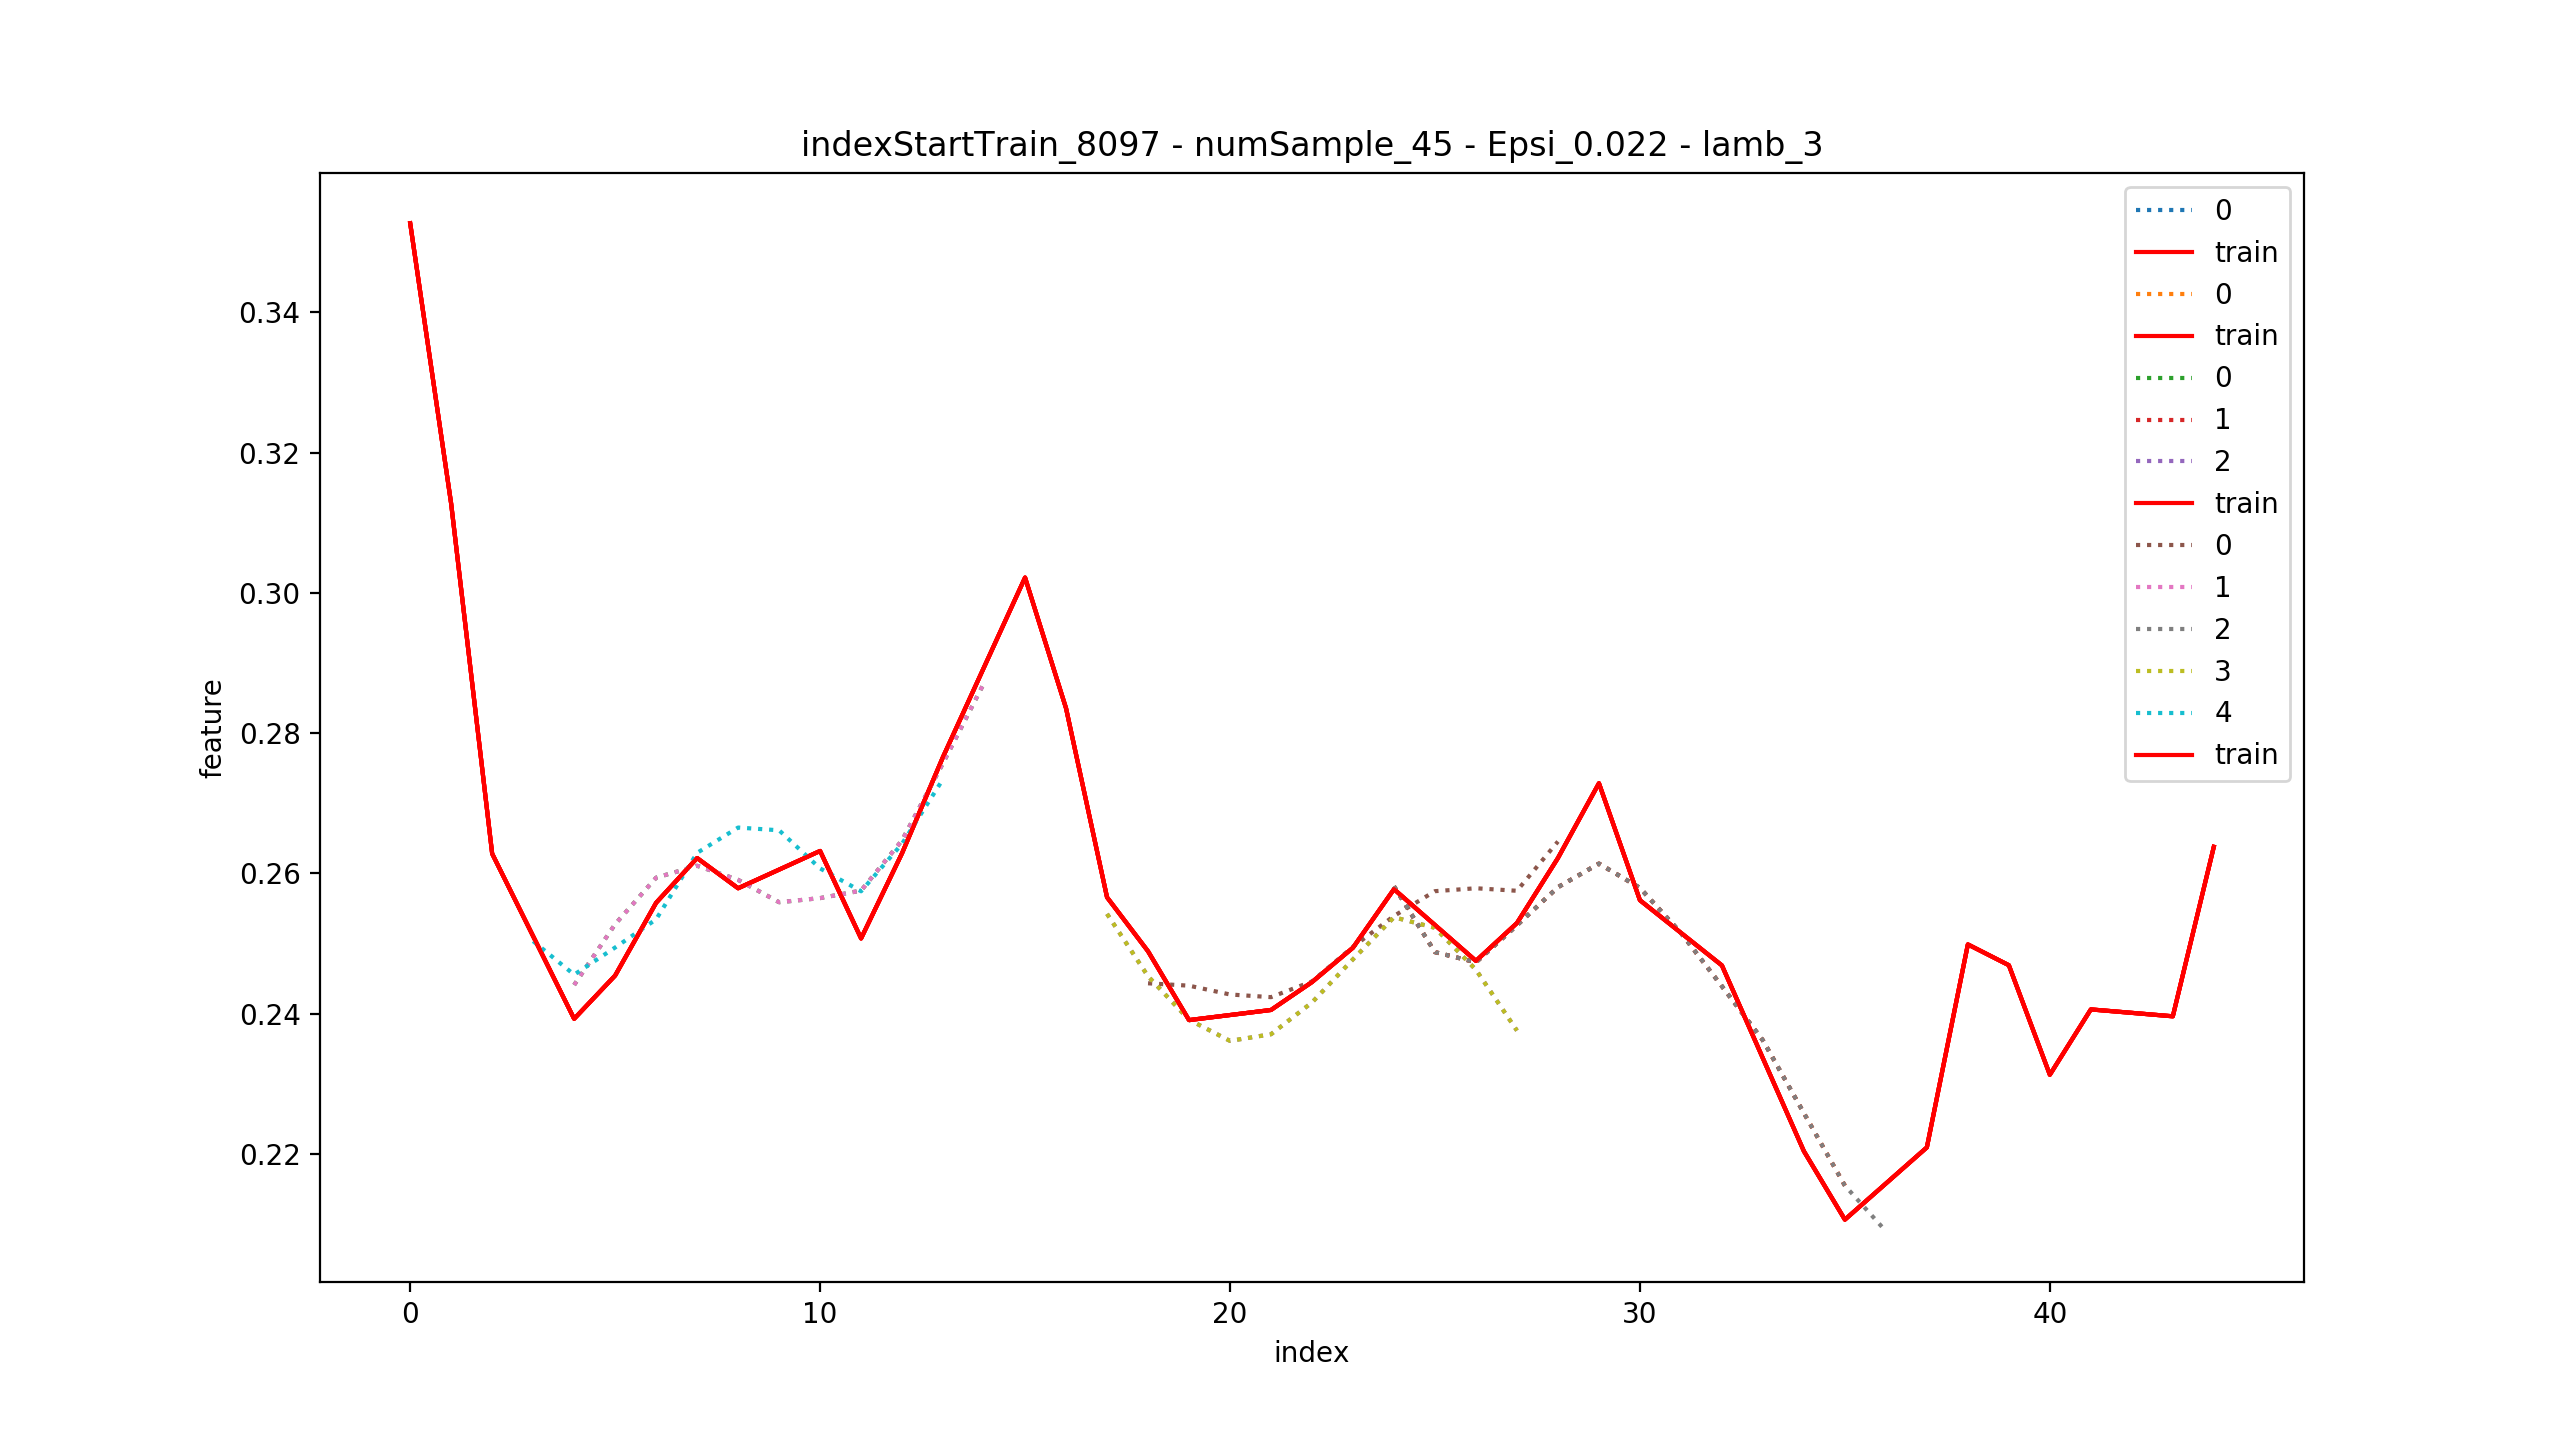 indexStartTrain_8097 - numSample_45 - Epsi_0.022 - lamb_3
0
train
0
train
0
1
2
train
0
1
2
3
4
train
feature
0.34
0.32
0.30
0.28
0.26
0.24
0.22
0 10 20 30 40
index